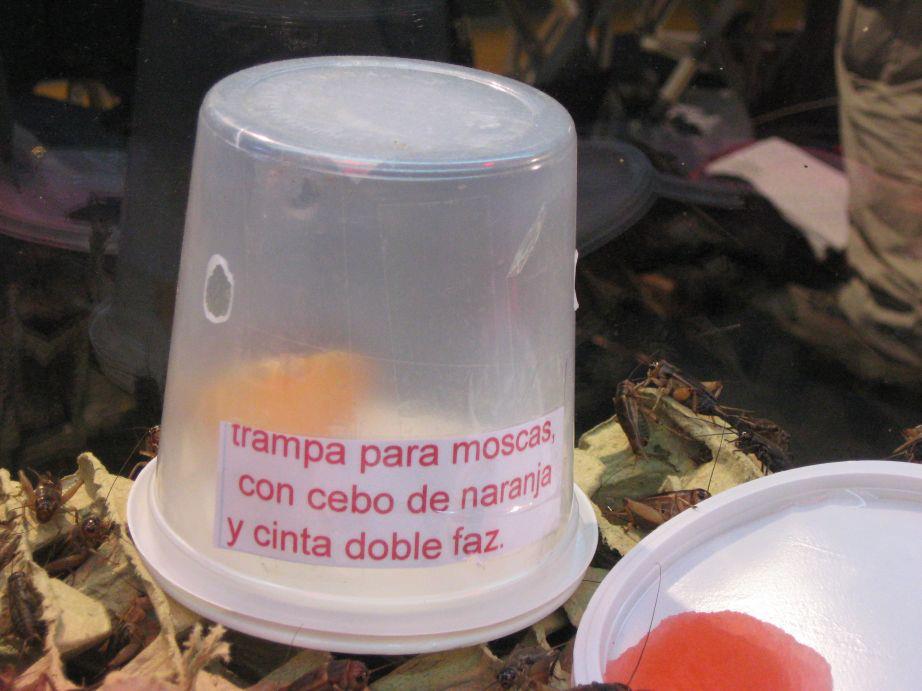 trampa para moscas,
con cebo de naranja
y cinta doble faz.